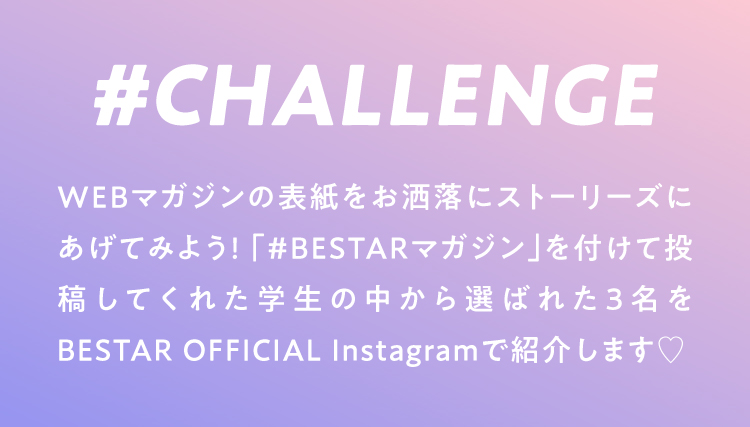 #CHALLENGE
WEBマガジンの表紙をお洒落にストーリーズに
あげてみよう!「#BESTARマガジン」を付けて投
稿してくれた学生の中から選ばれた3名を
BESTAR OFFICIAL Instagramで紹介します♡